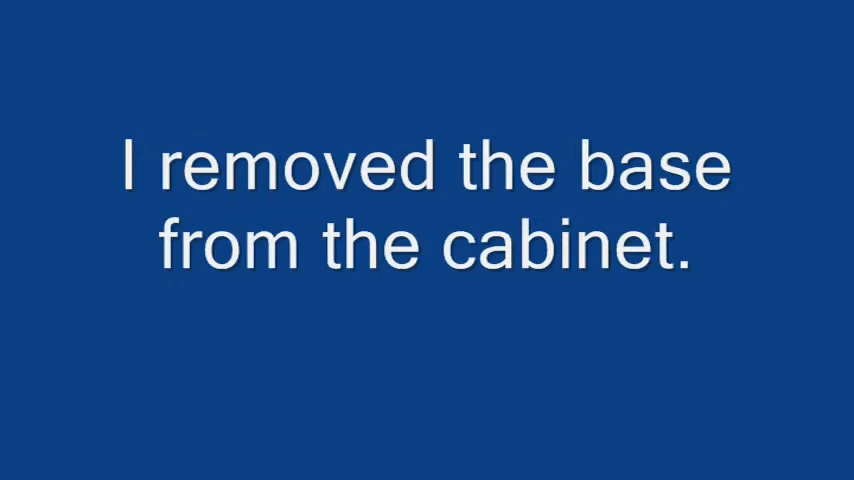 I removed the base
from the cabinet.